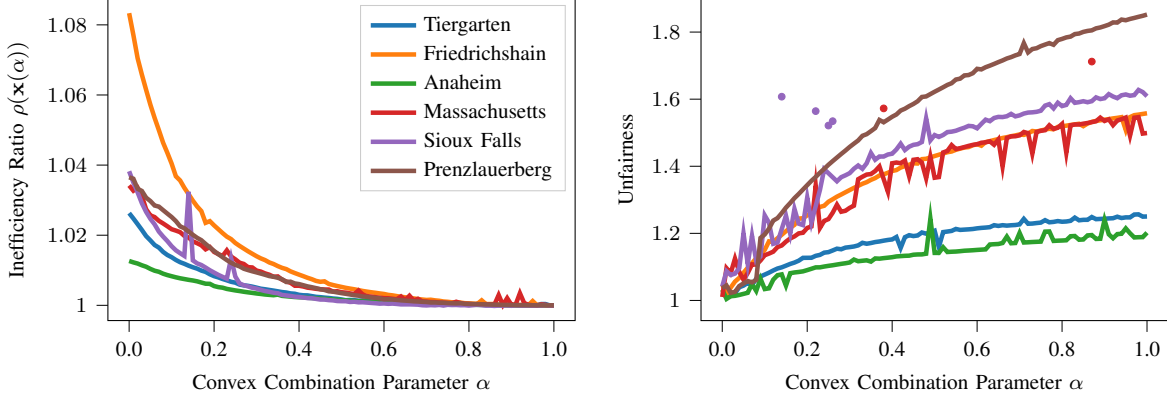 1.08
1.06
1.04
1.02
1
Inefficiency Ratio ρ(x(α))
0.0 0.2 0.4 0.6 0.8 1.0
Convex Combination Parameter α
Tiergarten
Friedrichshain
Anaheim
Massachusetts
Sioux Falls
Prenzlauerberg
1.8
1.6
1.4
1.2
1
Unfairness
0.0 0.2 0.4 0.6 0.8 1.0
Convex Combination Parameter α